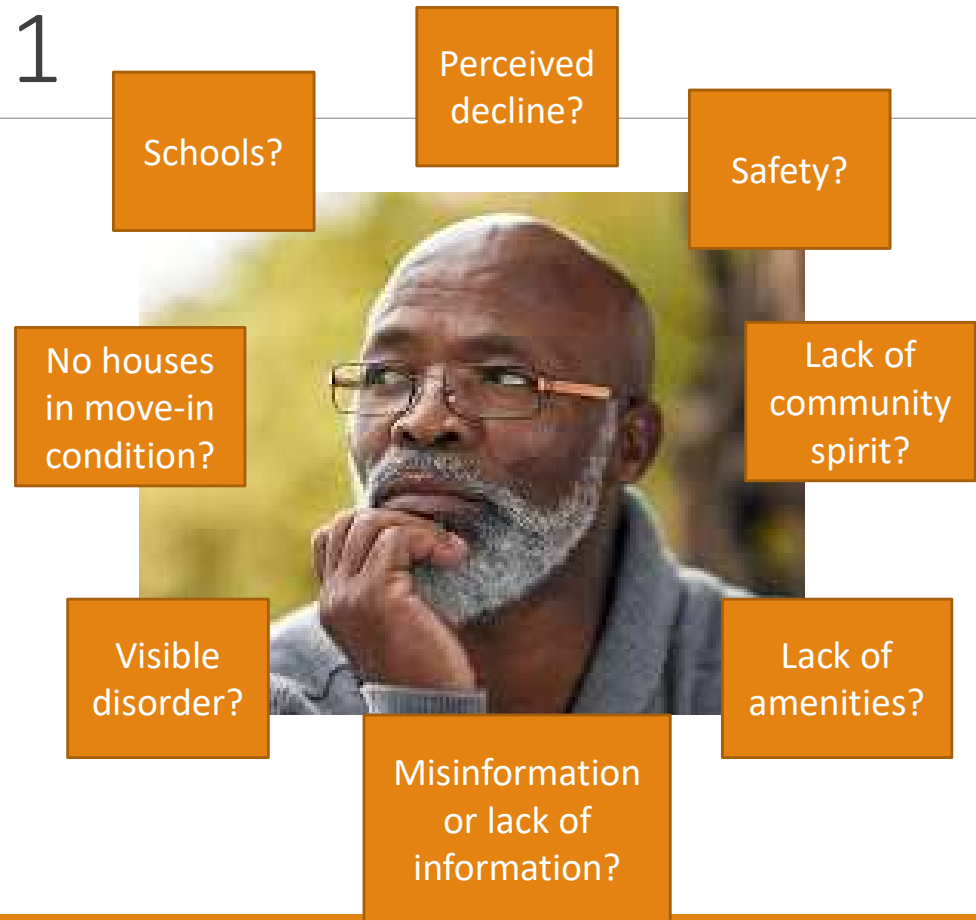 1
Perceived
decline?
Schools?
Safety?
No houses
in move-in
condition?
Lack of
community
spirit?
Visible
disorder?
Lack of
amenities?
Misinformation
or lack of
information?